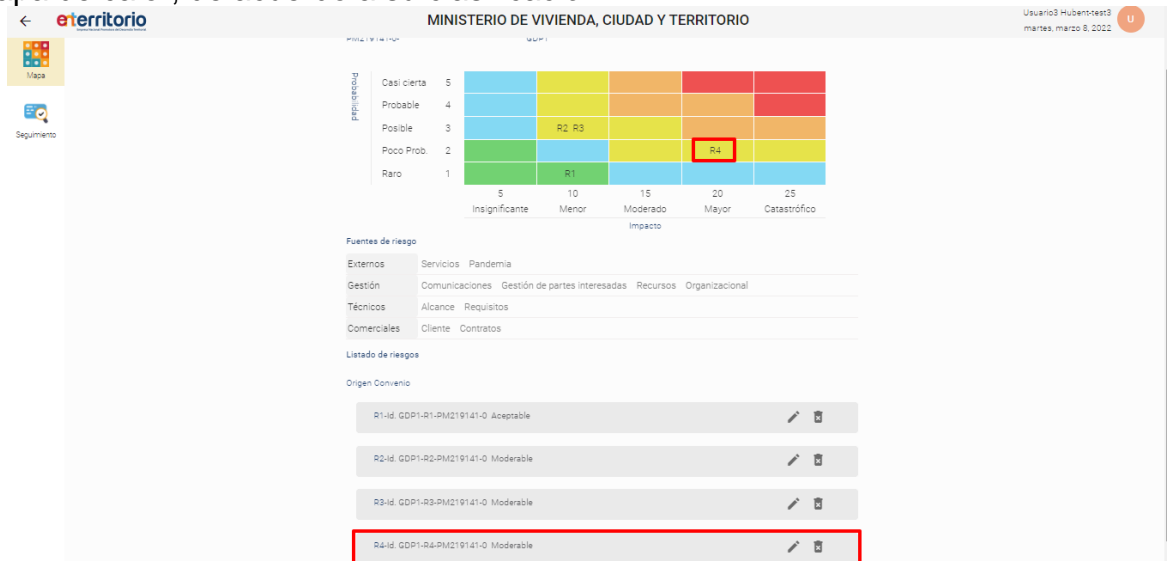 eterritorio
MINISTERIO DE VIVIENDA, CIUDAD Y TERRITORIO
Usuario3 Hubent-test3
martes, marzo 8, 2022
U
Mapa
Seguimiento
PM219141-0-
GDP1
Probabilidad
Casi cierta 5
Probable 4
Posible 3 R2 R3
Poco Prob. 2 R4
Raro 1 R1
5 10 15 20 25
Insignificante Menor Moderado Mayor Catastrófico
Impacto
Fuentes de riesgo
Externos Servicios Pandemia
Gestión Comunicaciones Gestión de partes interesadas Recursos Organizacional
Técnicos Alcance Requisitos
Comerciales Cliente Contratos
Listado de riesgos
Origen Convenio
R1-Id. GDP1-R1-PM219141-0 Aceptable
R2-Id. GDP1-R2-PM219141-0 Moderable
R3-Id. GDP1-R3-PM219141-0 Moderable
R4-Id. GDP1-R4-PM219141-0 Moderable